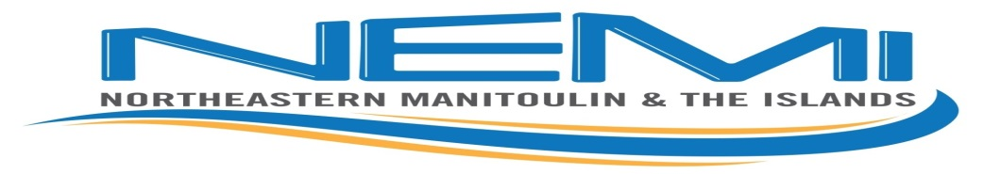 NEMI
NORTHEASTERN MANITOULIN & THE ISLANDS